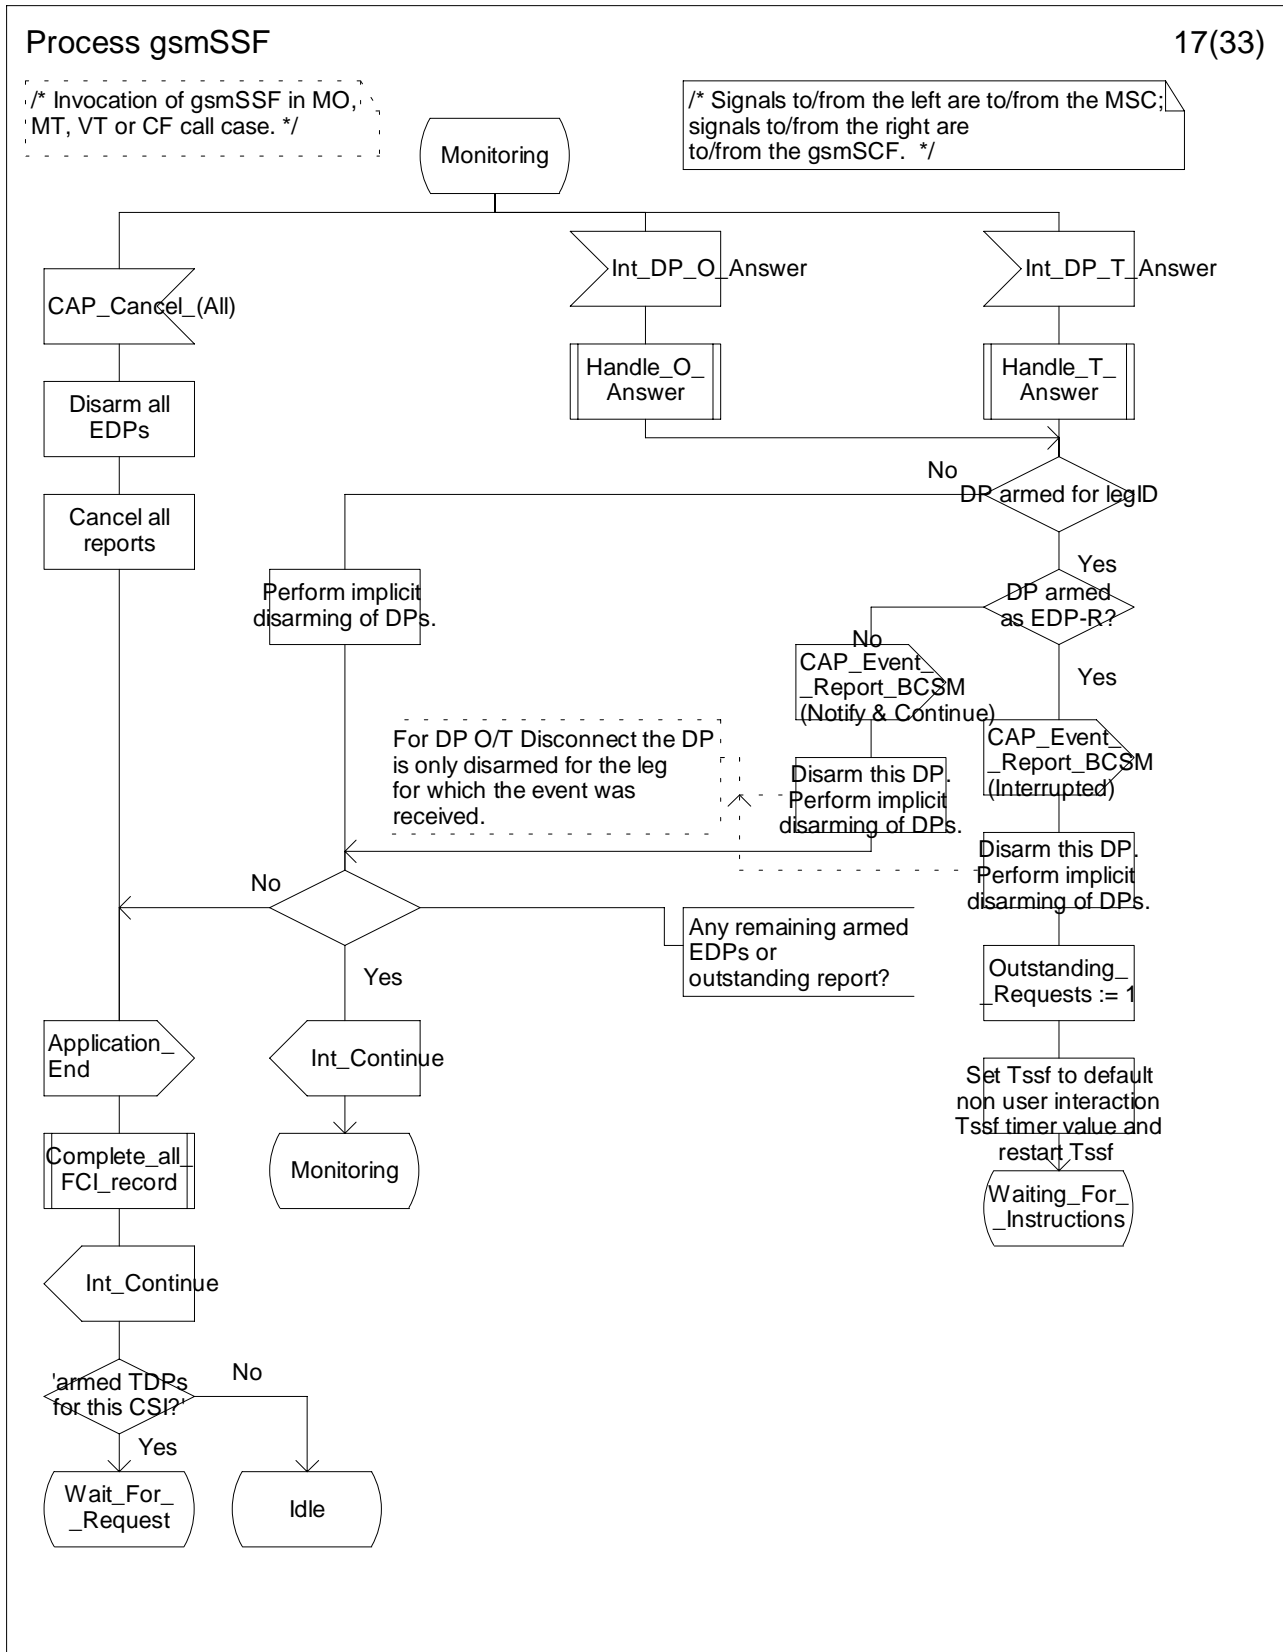 Process gsmSSF
17(33)
/* Invocation of gsmSSF in MO,
MT, VT or CF call case. */
/* Signals to/from the left are to/from the MSC;
signals to/from the right are
to/from the gsmSCF.  */
Monitoring
CAP_Cancel_(All)
Int_DP_O_Answer
Int_DP_T_Answer
Handle_O_
Answer
Handle_T_
Answer
Disarm all
EDPs
Cancel all
reports
No
DP armed for legID
Yes
Perform implicit
disarming of DPs.
DP armed
as EDP-R?
No
CAP_Event_
_Report_BCSM
(Notify & Continue)
Yes
CAP_Event_
_Report_BCSM
(Interrupted)
For DP O/T Disconnect the DP
is only disarmed for the leg
for which the event was
received.
Disarm this DP.
Perform implicit
disarming of DPs.
Disarm this DP.
Perform implicit
disarming of DPs.
No
Yes
Any remaining armed
EDPs or
outstanding report?
Outstanding_
_Requests := 1
Application_
End
Int_Continue
Set Tssf to default
non user interaction
Tssf timer value and
restart Tssf
Complete_all_
FCI_record
Monitoring
Waiting_For_
_Instructions
Int_Continue
'armed TDPs
for this CSI?'
No
Yes
Wait_For_
_Request
Idle